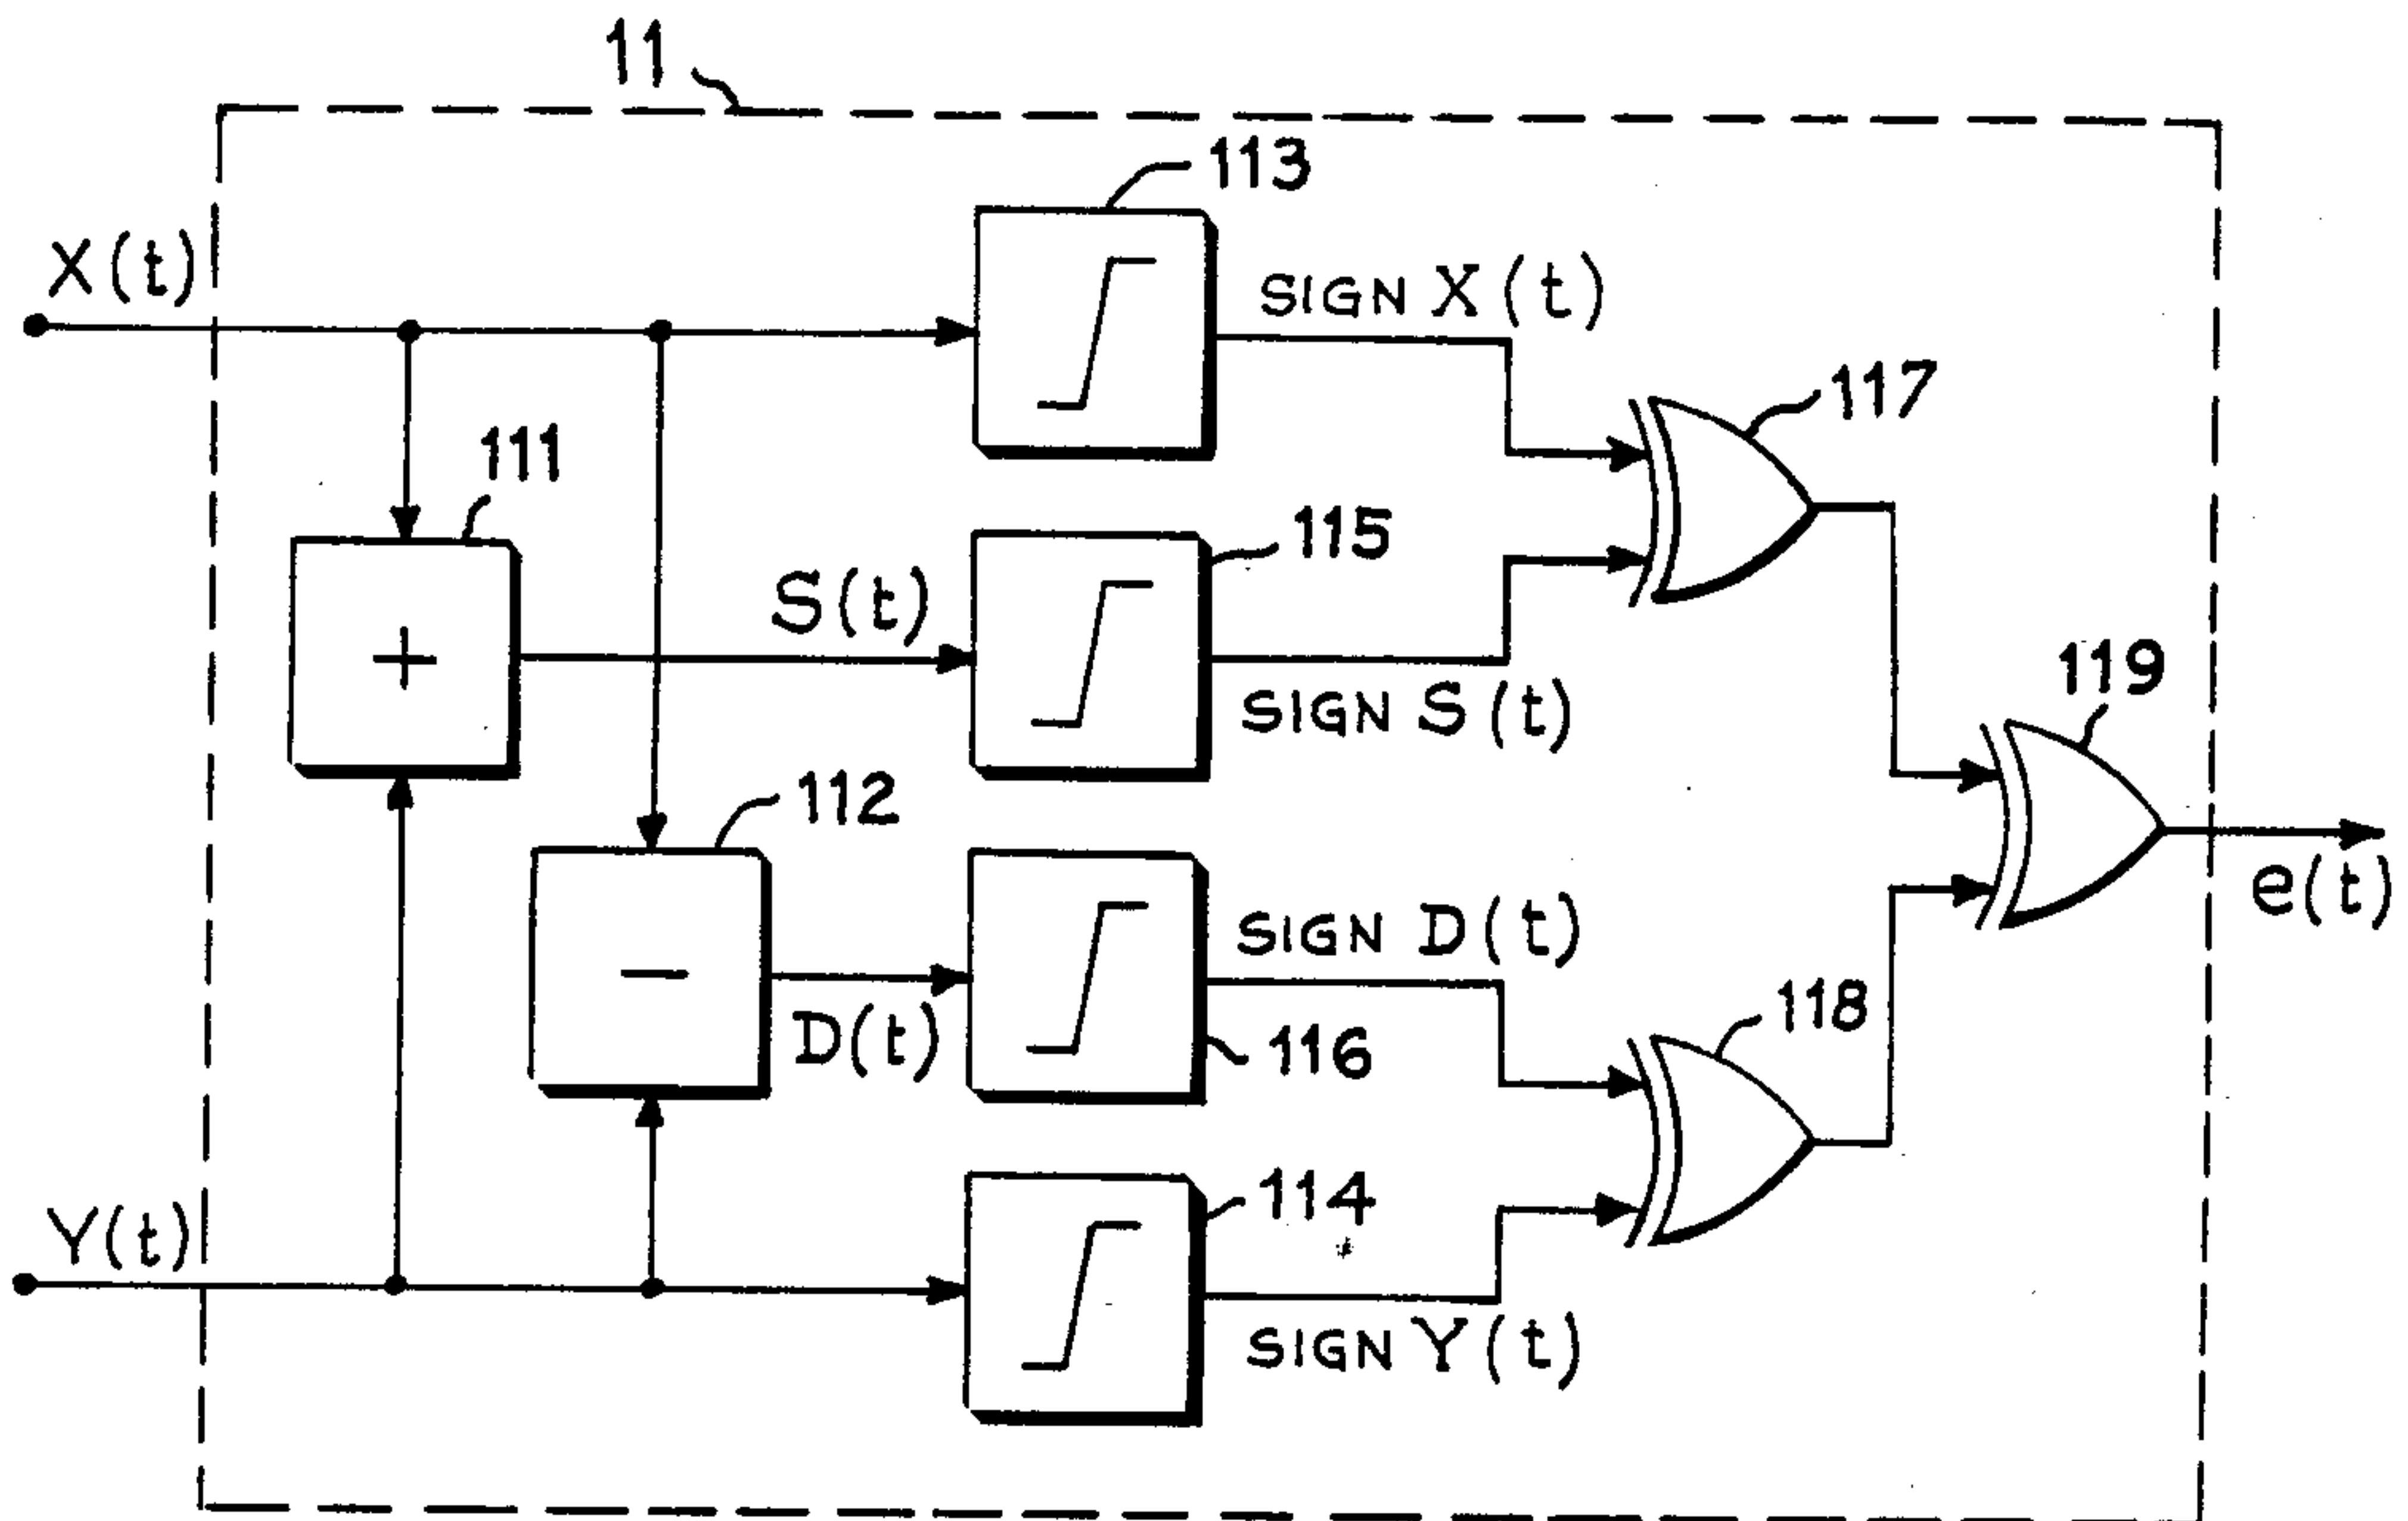 11
113
X(t)
SIGN X(t)
117
111
115
S(t)
+
SIGN S(t)
119
112
SIGN D(t)
e(t)
−
D(t)
116
118
114
Y(t)
SIGN Y(t)